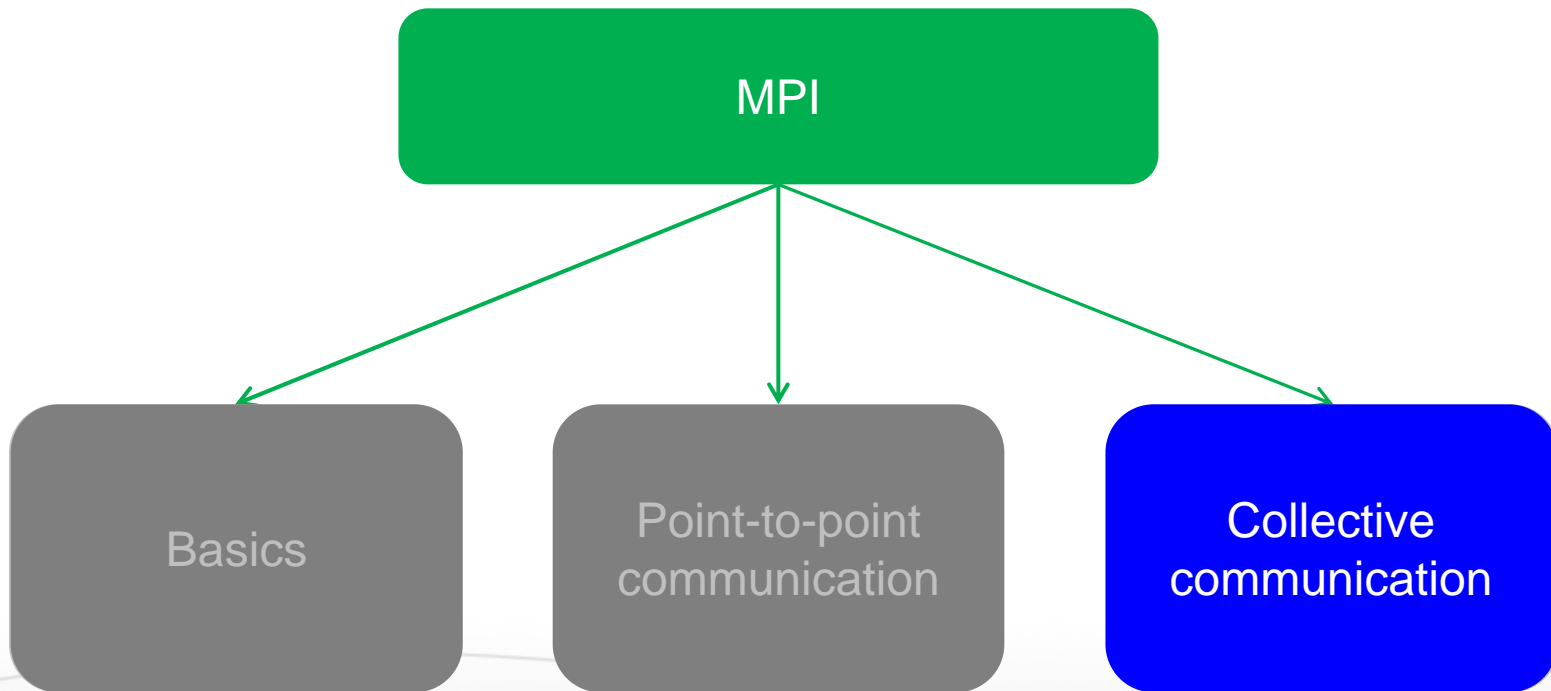 MPI
Basics
Point-to-point
communication
Collective
communication